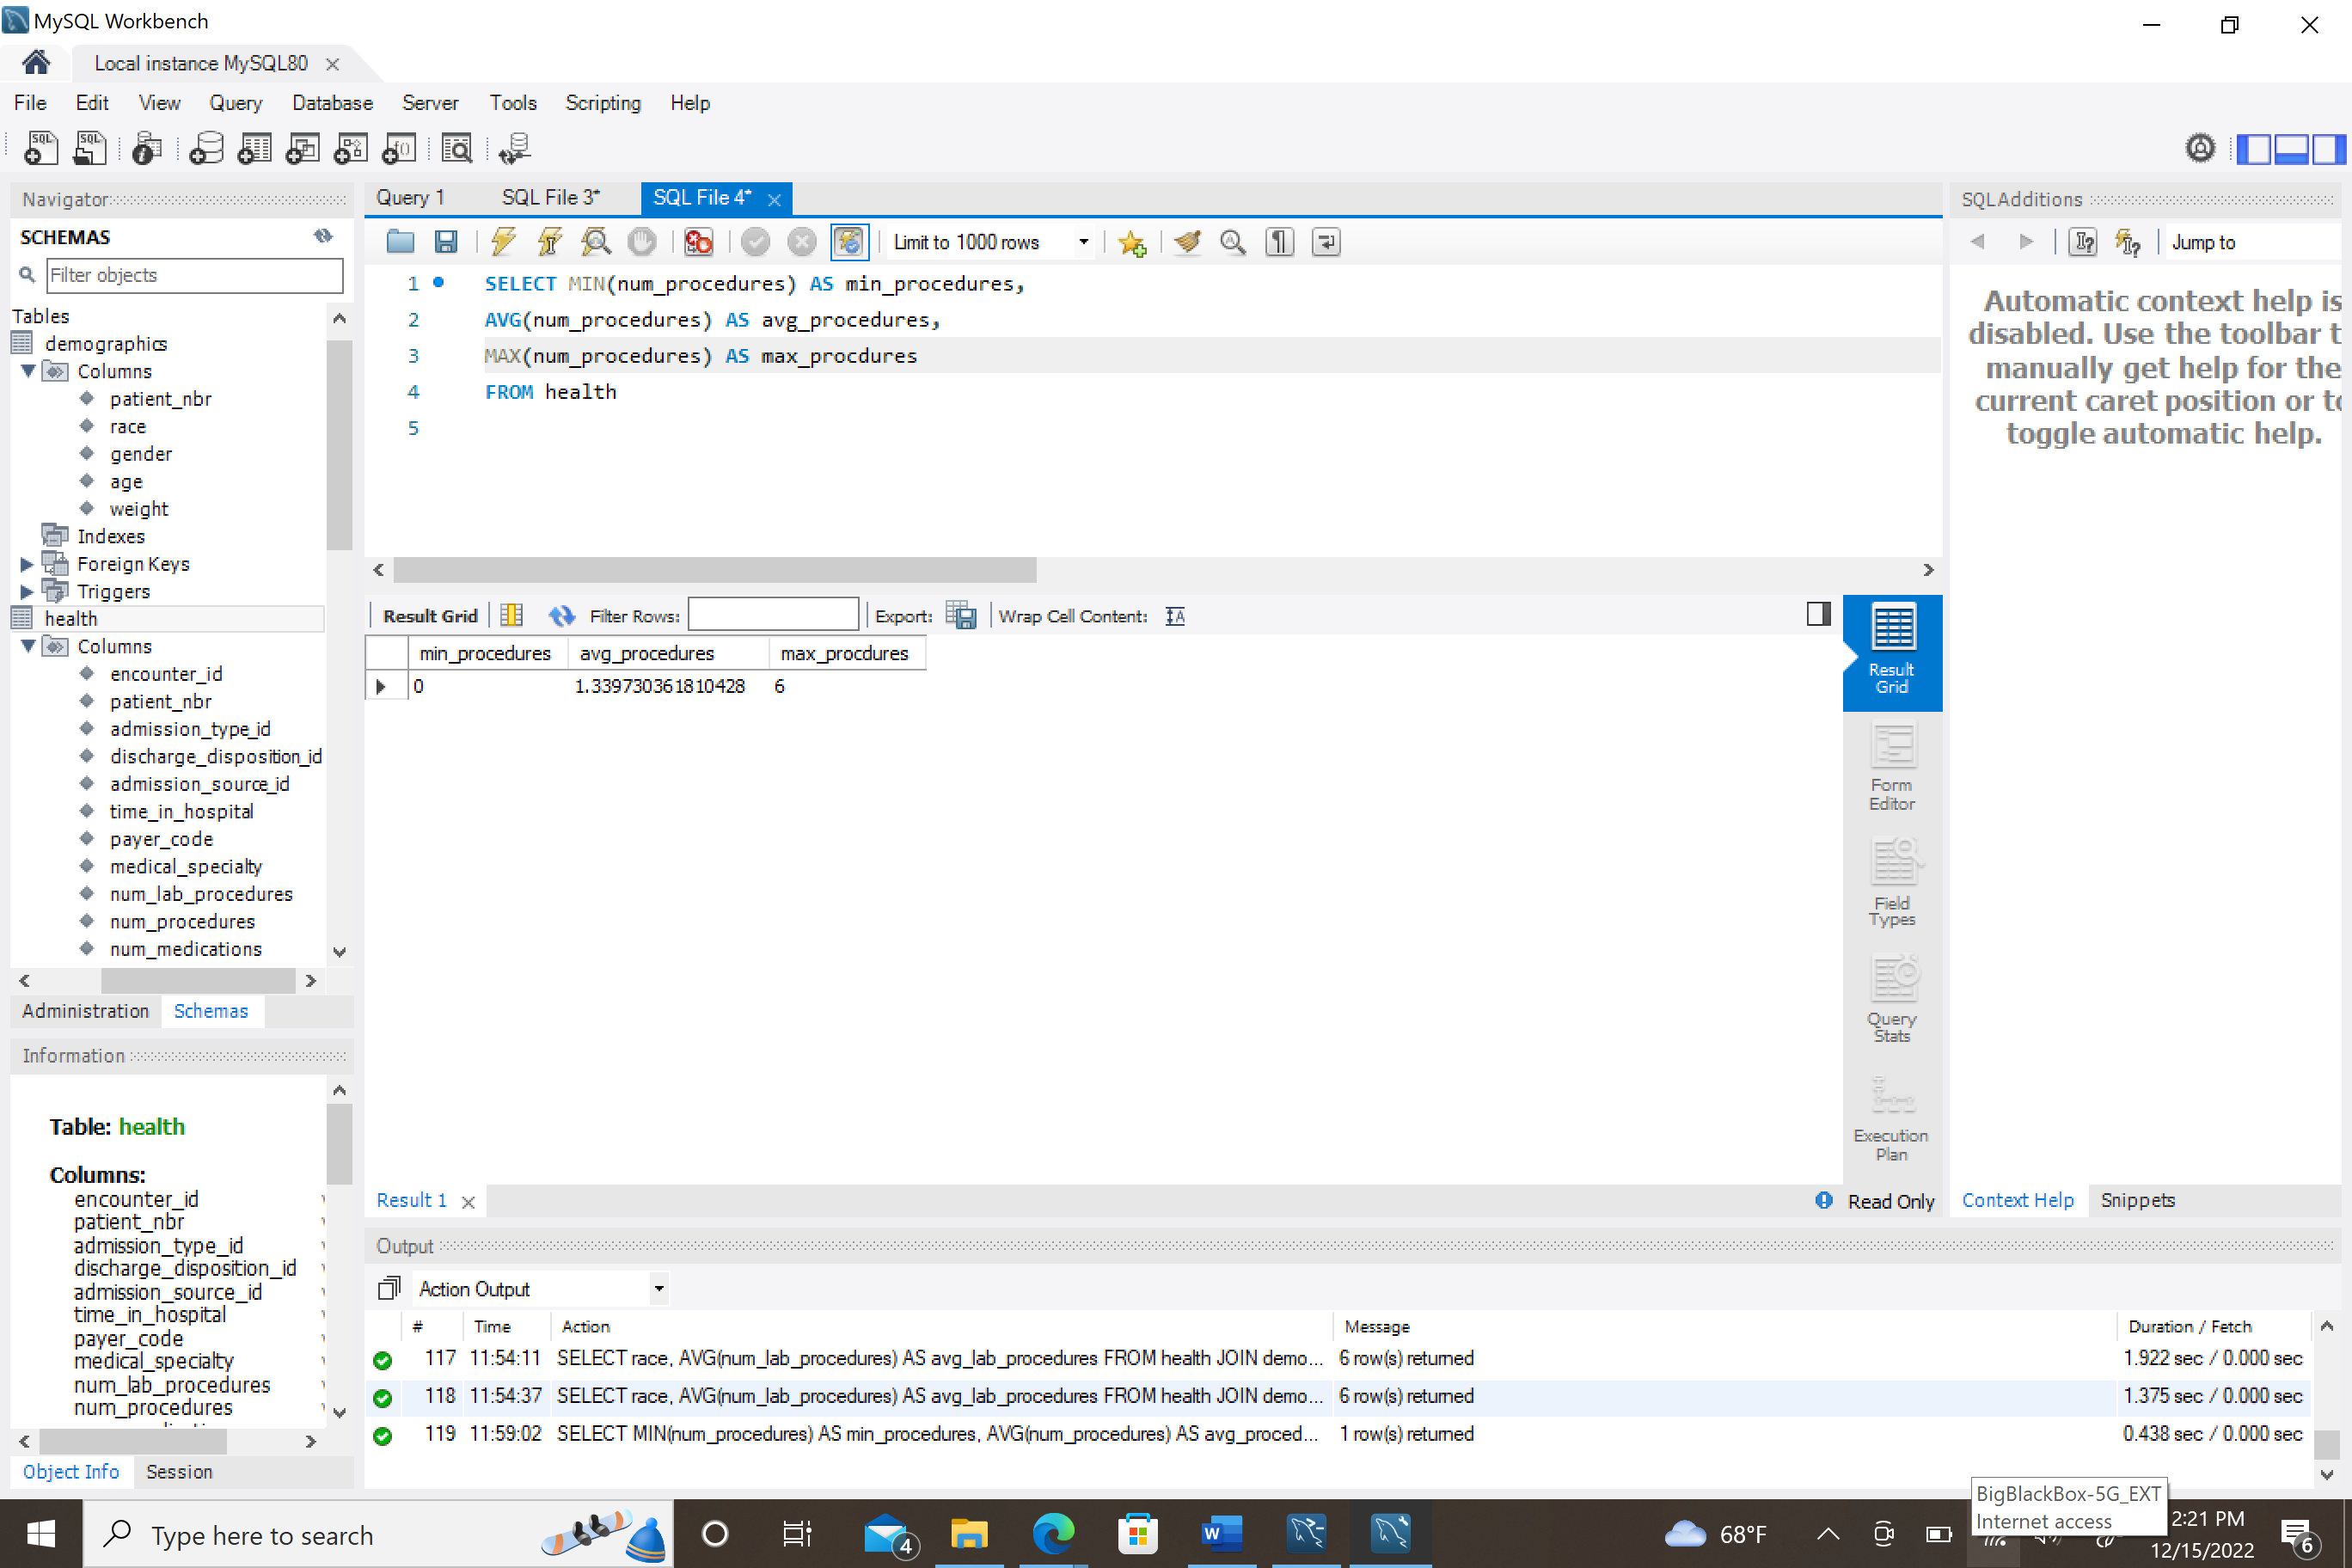 MySQL Workbench
Local instance MySQL80
File Edit View Query Database Server Tools Scripting Help
Navigator
SCHEMAS
Filter objects
Tables
demographics
Columns
patient_nbr
race
gender
age
weight
Indexes
Foreign Keys
Triggers
health
Columns
encounter_id
patient_nbr
admission_type_id
discharge_disposition_id
admission_source_id
time_in_hospital
payer_code
medical_specialty
num_lab_procedures
num_procedures
num_medications
Administration Schemas
Information
Table: health
Columns:
encounter_id
patient_nbr
admission_type_id
discharge_disposition_id
admission_source_id
time_in_hospital
payer_code
medical_specialty
num_lab_procedures
num_procedures
Object Info Session
Query 1 SQL File 3* SQL File 4*
Limit to 1000 rows
1 SELECT MIN(num_procedures) AS min_procedures,
2 AVG(num_procedures) AS avg_procedures,
3 MAX(num_procedures) AS max_procdures
4 FROM health
5
Result Grid Filter Rows: Export: Wrap Cell Content:
min_procedures avg_procedures max_procdures
0 1.339730361810428 6
Result
Grid
Form
Editor
Field
Types
Query
Stats
Execution
Plan
Result 1 Read Only
SQLAdditions
Jump to
Automatic context help is
disabled. Use the toolbar t
manually get help for the
current caret position or to
toggle automatic help.
Context Help Snippets
Output
Action Output
# Time Action Message Duration / Fetch
117 11:54:11 SELECT race, AVG(num_lab_procedures) AS avg_lab_procedures FROM health JOIN demo... 6 row(s) returned 1.922 sec / 0.000 sec
118 11:54:37 SELECT race, AVG(num_lab_procedures) AS avg_lab_procedures FROM health JOIN demo... 6 row(s) returned 1.375 sec / 0.000 sec
119 11:59:02 SELECT MIN(num_procedures) AS min_procedures, AVG(num_procedures) AS avg_proced... 1 row(s) returned 0.438 sec / 0.000 sec
BigBlackBox-5G_EXT
Internet access
Type here to search
4
68°F
2:21 PM
12/15/2022
6